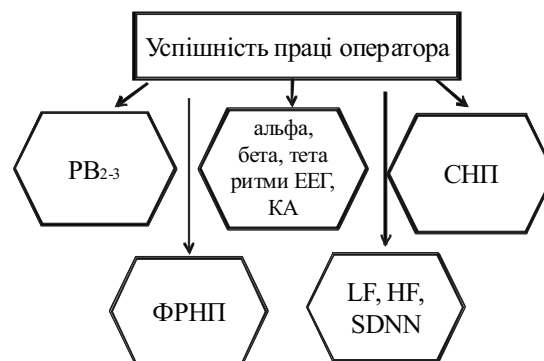 Успішність праці оператора
РВ2-3
альфа,
бета, тета
ритми ЕЕГ,
КА
СНП
ФРНП
LF, HF,
SDNN